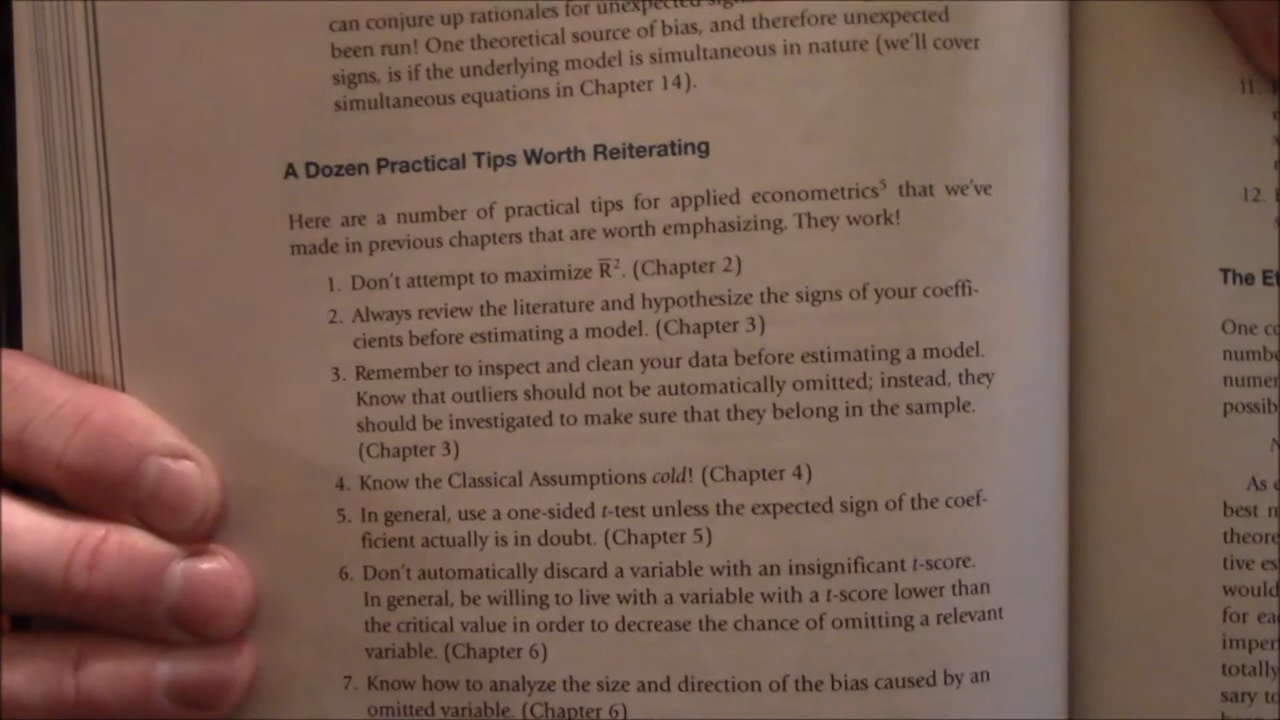 can conjure up rationales for unexpected
been run! One theoretical source of bias, and therefore unexpected
signs, is if the underlying model is simultaneous in nature (we'll cover
simultaneous equations in Chapter 14).
A Dozen Practical Tips Worth Reiterating
Here are a number of practical tips for applied econometrics⁵ that we've
made in previous chapters that are worth emphasizing. They work!
1. Don't attempt to maximize R̅². (Chapter 2)
2. Always review the literature and hypothesize the signs of your coeffi-
cients before estimating a model. (Chapter 3)
3. Remember to inspect and clean your data before estimating a model.
Know that outliers should not be automatically omitted; instead, they
should be investigated to make sure that they belong in the sample.
(Chapter 3)
4. Know the Classical Assumptions cold! (Chapter 4)
5. In general, use a one-sided t-test unless the expected sign of the coef-
ficient actually is in doubt. (Chapter 5)
6. Don't automatically discard a variable with an insignificant t-score.
In general, be willing to live with a variable with a t-score lower than
the critical value in order to decrease the chance of omitting a relevant
variable. (Chapter 6)
7. Know how to analyze the size and direction of the bias caused by an
omitted variable. (Chapter 6)
11.
12.
The
One
As
best
for